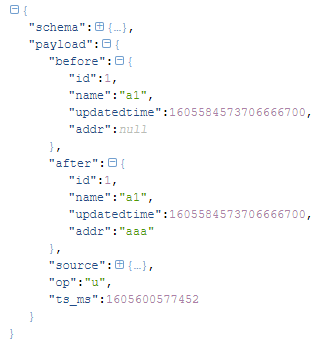 {
"schema":{…},
"payload":{
"before":{
"id":1,
"name":"a1",
"updatedtime":1605584573706666700,
"addr":null
},
"after":{
"id":1,
"name":"a1",
"updatedtime":1605584573706666700,
"addr":"aaa"
},
"source":{…},
"op":"u",
"ts_ms":1605600577452
}
}